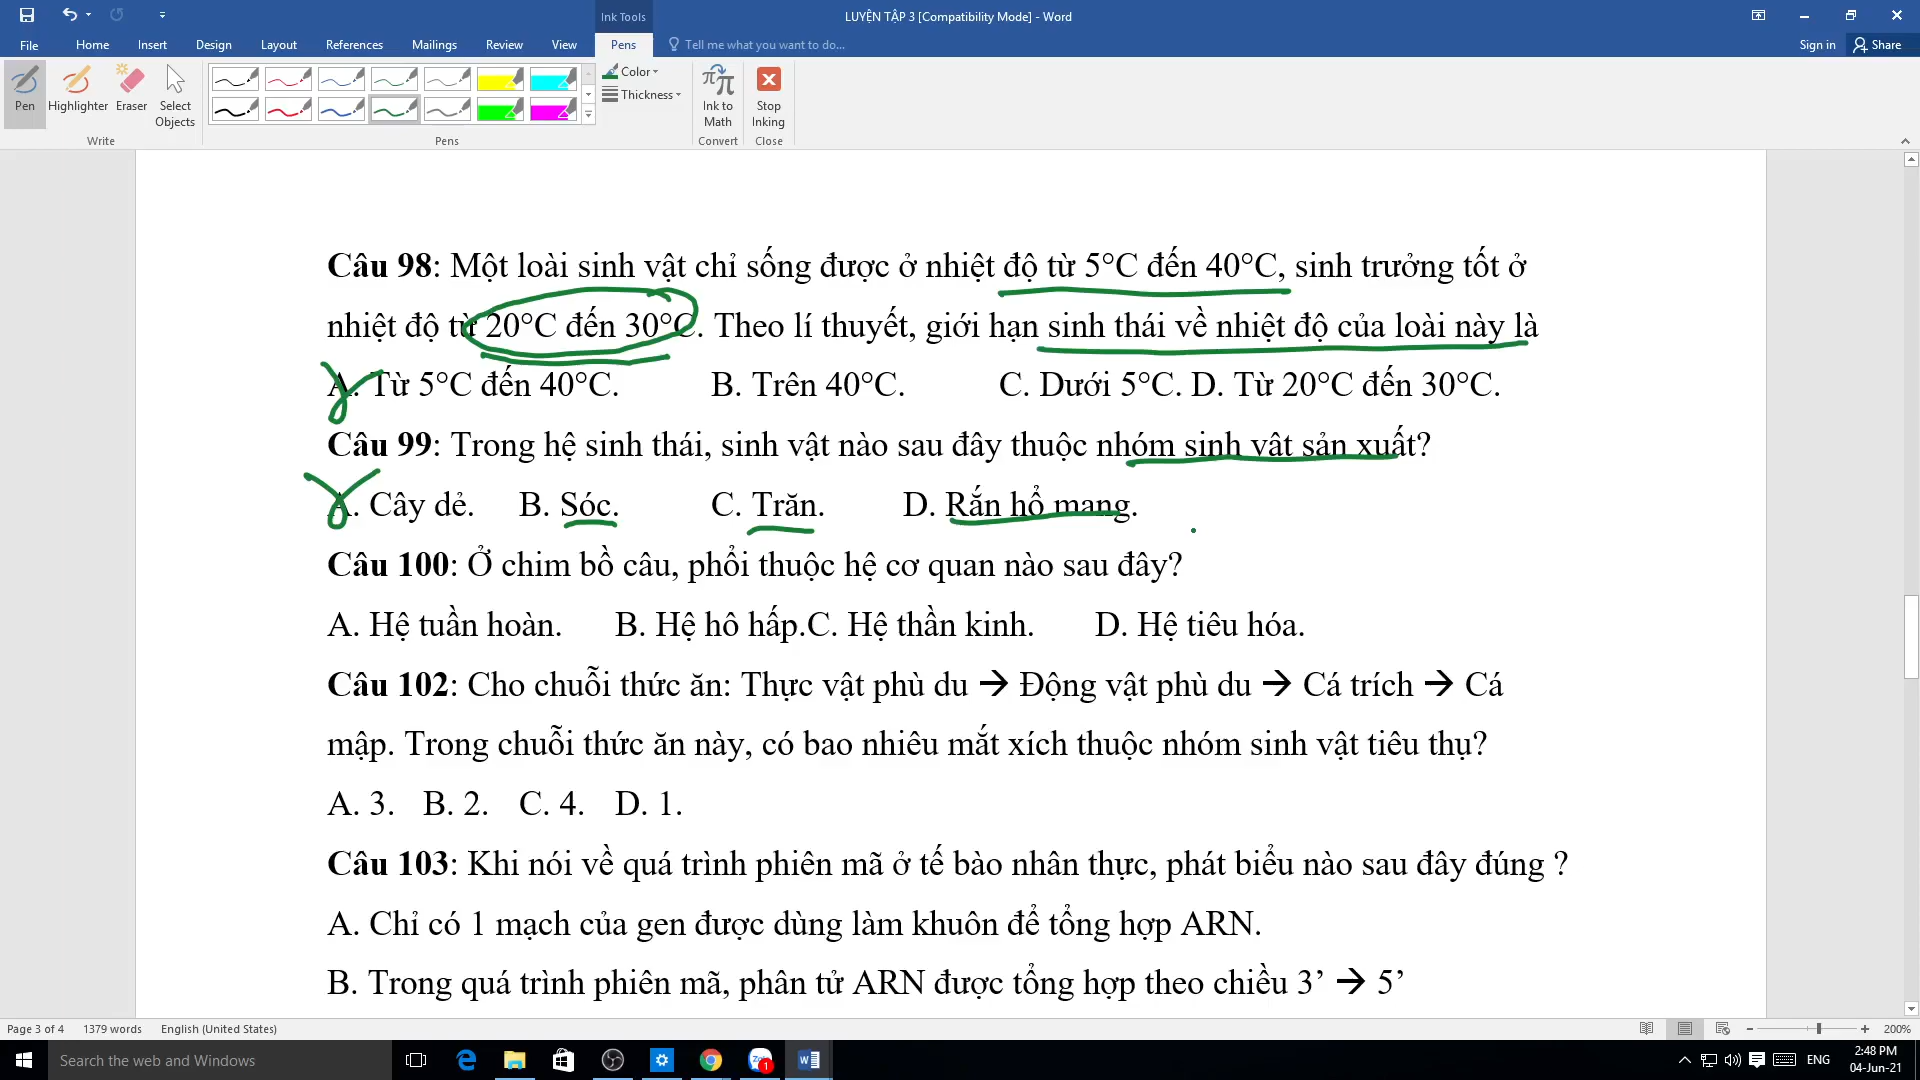 Ink Tools
LUYỆN TẬP 3 [Compatibility Mode] - Word
File Home Insert Design Layout References Mailings Review View Pens Tell me what you want to do... Sign in Share
Pen Highlighter Eraser Select Objects
Color
Thickness
Ink to Math
Stop Inking
Write Pens Convert Close
Câu 98: Một loài sinh vật chỉ sống được ở nhiệt độ từ 5°C đến 40°C, sinh trưởng tốt ở
nhiệt độ từ 20°C đến 30°C. Theo lí thuyết, giới hạn sinh thái về nhiệt độ của loài này là
A. Từ 5°C đến 40°C. B. Trên 40°C. C. Dưới 5°C. D. Từ 20°C đến 30°C.
Câu 99: Trong hệ sinh thái, sinh vật nào sau đây thuộc nhóm sinh vật sản xuất?
A. Cây dẻ. B. Sóc. C. Trăn. D. Rắn hổ mang.
Câu 100: Ở chim bồ câu, phổi thuộc hệ cơ quan nào sau đây?
A. Hệ tuần hoàn. B. Hệ hô hấp.C. Hệ thần kinh. D. Hệ tiêu hóa.
Câu 102: Cho chuỗi thức ăn: Thực vật phù du → Động vật phù du → Cá trích → Cá
mập. Trong chuỗi thức ăn này, có bao nhiêu mắt xích thuộc nhóm sinh vật tiêu thụ?
A. 3. B. 2. C. 4. D. 1.
Câu 103: Khi nói về quá trình phiên mã ở tế bào nhân thực, phát biểu nào sau đây đúng ?
A. Chỉ có 1 mạch của gen được dùng làm khuôn để tổng hợp ARN.
B. Trong quá trình phiên mã, phân tử ARN được tổng hợp theo chiều 3’ → 5’
Page 3 of 4 1379 words English (United States) 200%
Search the web and Windows
ENG
2:48 PM
04-Jun-21